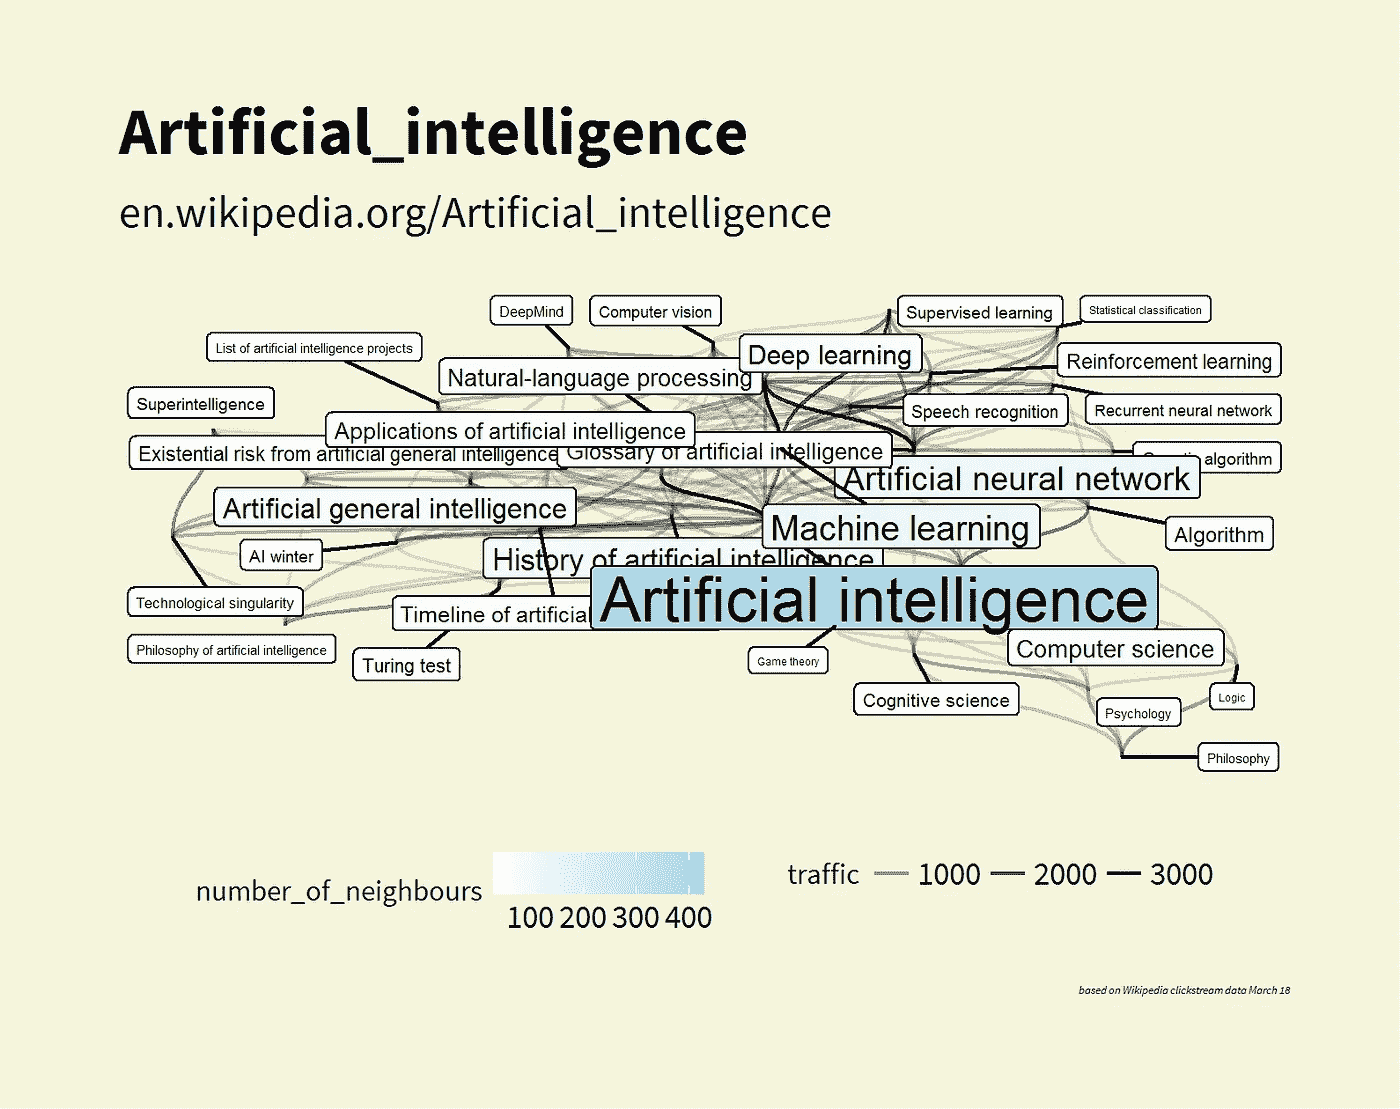 Artificial_intelligence
en.wikipedia.org/Artificial_intelligence
DeepMind
Computer vision
Supervised learning
Statistical classification
List of artificial intelligence projects
Deep learning
Reinforcement learning
Natural-language processing
Superintelligence
Speech recognition
Recurrent neural network
Applications of artificial intelligence
Existential risk from artificial general intelligence
Glossary of artificial intelligence
algorithm
Artificial neural network
Artificial general intelligence
Machine learning
Algorithm
AI winter
History of artificial intelligence
Artificial intelligence
Technological singularity
Timeline of artificial
Philosophy of artificial intelligence
Turing test
Game theory
Computer science
Cognitive science
Logic
Psychology
Philosophy
number_of_neighbours
100 200 300 400
traffic 1000 2000 3000
based on Wikipedia clickstream data March 18